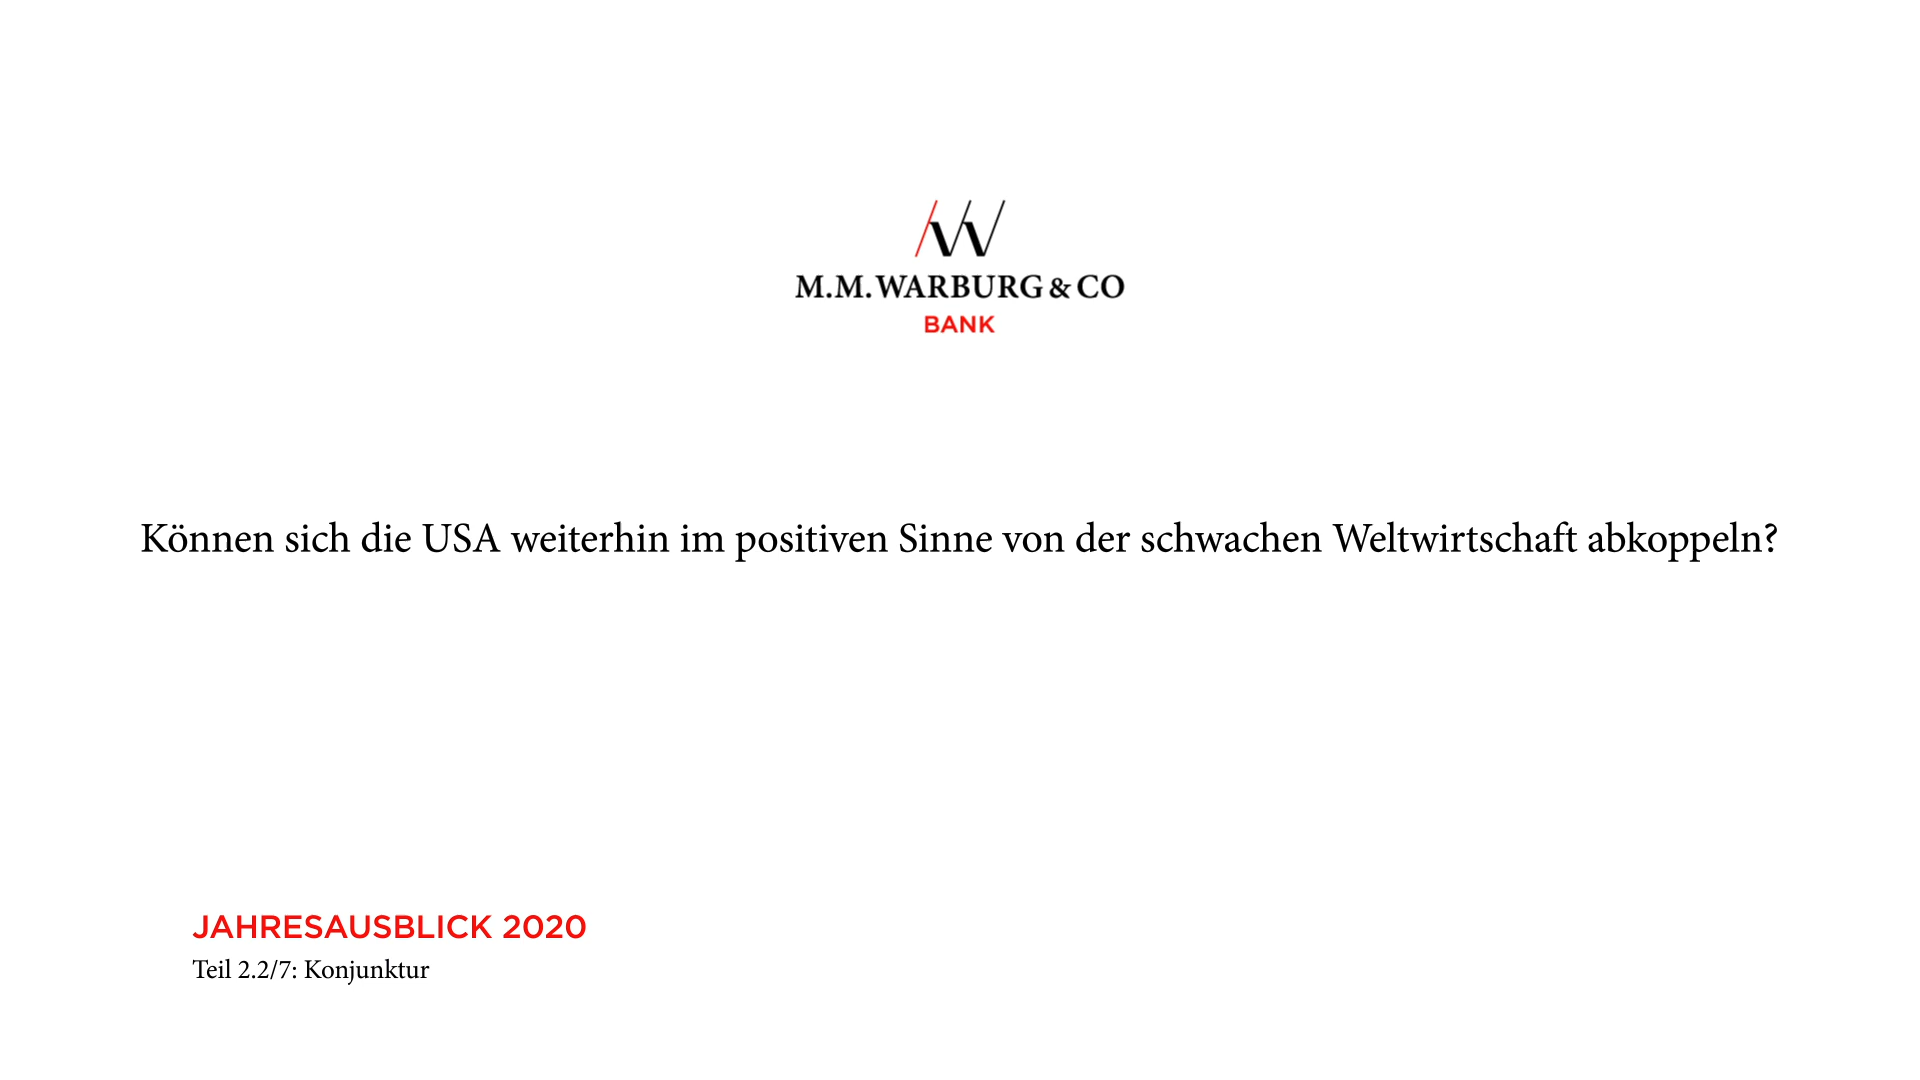 M.M.WARBURG & CO
BANK
Können sich die USA weiterhin im positiven Sinne von der schwachen Weltwirtschaft abkoppeln?
JAHRESAUSBLICK 2020
Teil 2.2/7: Konjunktur